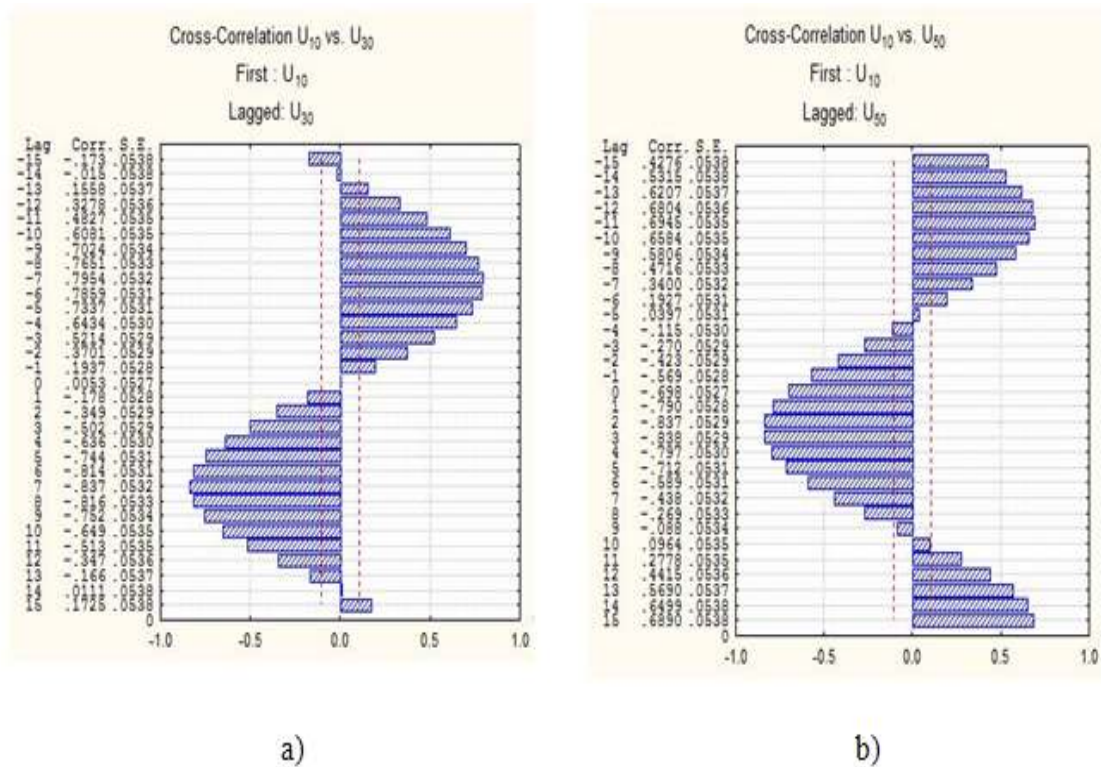 Cross-Correlation U10 vs. U30
First : U10
Lagged: U30
Lag Corr. S.E.
-15 -.173 .0538
-14 -.015 .0538
-13 .1558 .0537
-12 .3278 .0536
-11 .4827 .0535
-10 .6081 .0535
-9 .7024 .0534
-8 .7651 .0533
-7 .7954 .0532
-6 .7859 .0531
-5 .7337 .0531
-4 .6434 .0530
-3 .5214 .0529
-2 .3701 .0529
-1 .1937 .0528
0 .0053 .0527
1 -.178 .0528
2 -.349 .0529
3 -.502 .0529
4 -.636 .0530
5 -.744 .0531
6 -.814 .0531
7 -.837 .0532
8 -.816 .0533
9 -.752 .0534
10 -.649 .0535
11 -.513 .0535
12 -.347 .0536
13 -.166 .0537
14 .0111 .0538
15 .1725 .0538
0
-1.0 -0.5 0.0 0.5 1.0
a)
Cross-Correlation U10 vs. U50
First : U10
Lagged: U50
Lag Corr. S.E.
-15 .4276 .0538
-14 .5315 .0538
-13 .6207 .0537
-12 .6804 .0536
-11 .6945 .0535
-10 .6584 .0535
-9 .5806 .0534
-8 .4716 .0533
-7 .3400 .0532
-6 .1927 .0531
-5 .0397 .0531
-4 -.115 .0530
-3 -.270 .0529
-2 -.423 .0529
-1 -.569 .0528
0 -.698 .0527
1 -.790 .0528
2 -.837 .0529
3 -.838 .0529
4 -.797 .0530
5 -.712 .0531
6 -.589 .0531
7 -.438 .0532
8 -.269 .0533
9 -.088 .0534
10 .0964 .0535
11 .2778 .0535
12 .4415 .0536
13 .5690 .0537
14 .6499 .0538
15 .6890 .0538
0
-1.0 -0.5 0.0 0.5 1.0
b)